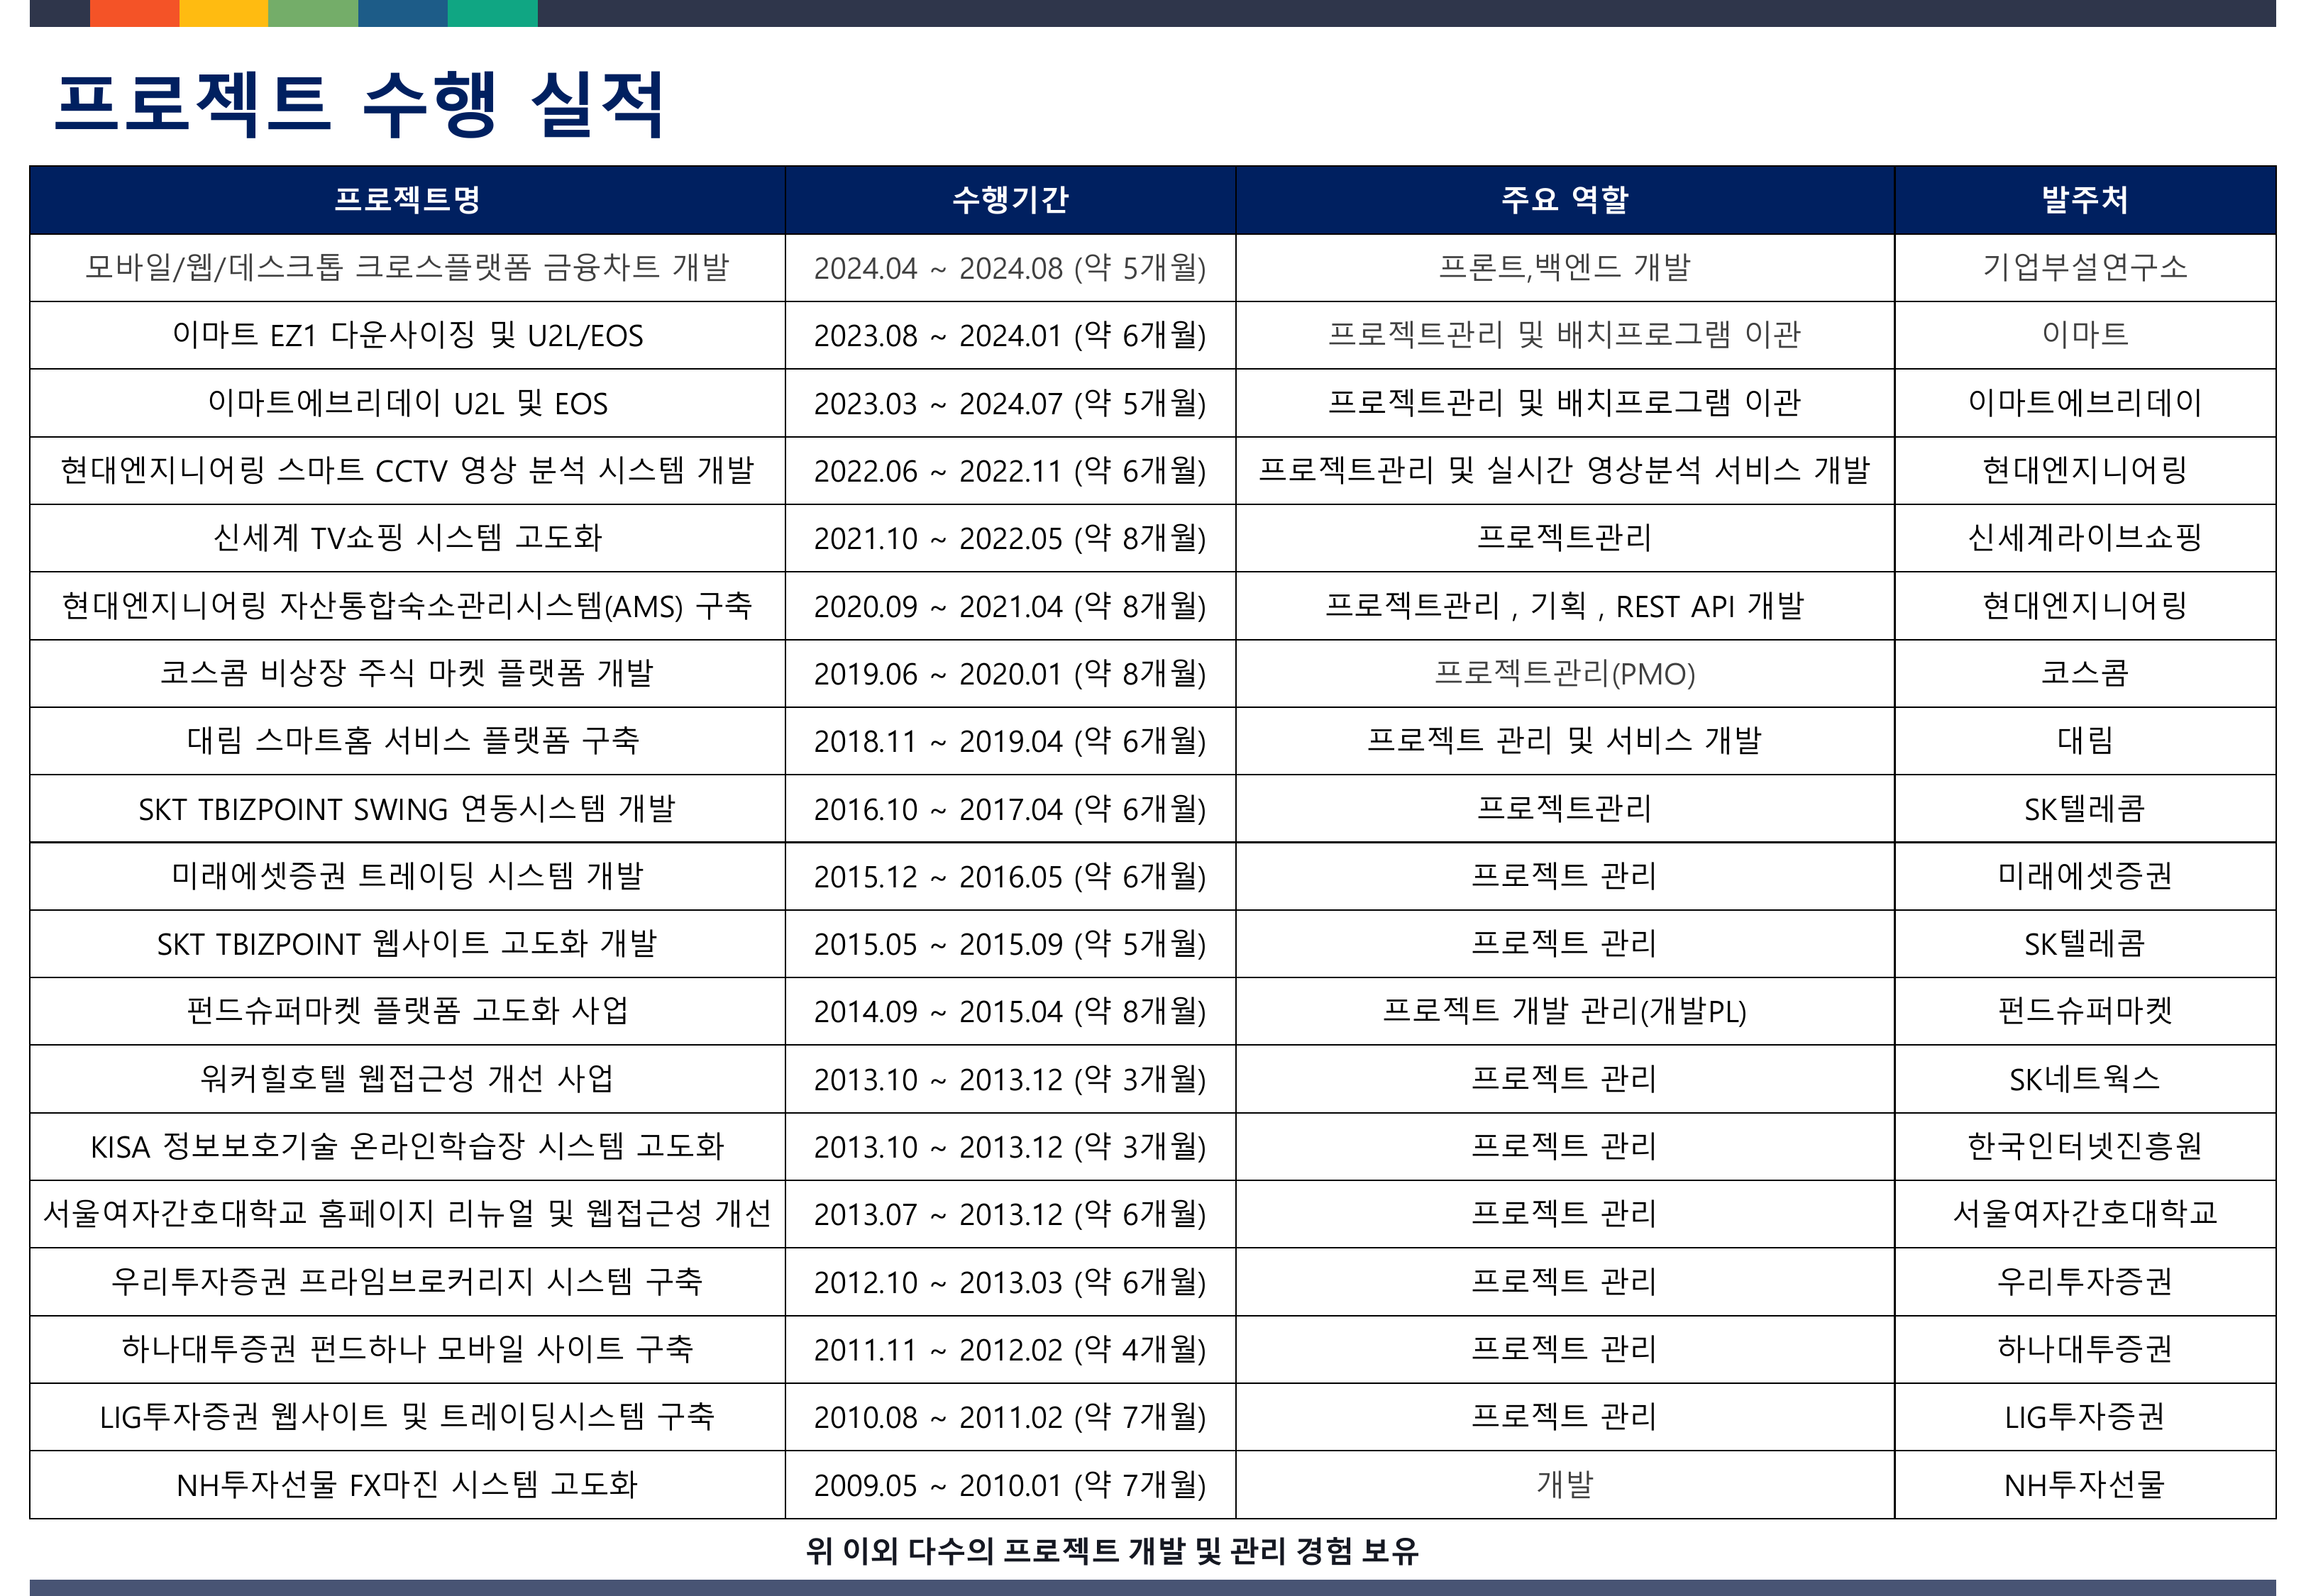 프로젝트 수행 실적
프로젝트명 수행기간 주요 역할 발주처
모바일/웹/데스크톱 크로스플랫폼 금융차트 개발 2024.04 ~ 2024.08 (약 5개월) 프론트,백엔드 개발 기업부설연구소
이마트 EZ1 다운사이징 및 U2L/EOS 2023.08 ~ 2024.01 (약 6개월) 프로젝트관리 및 배치프로그램 이관 이마트
이마트에브리데이 U2L 및 EOS 2023.03 ~ 2024.07 (약 5개월) 프로젝트관리 및 배치프로그램 이관 이마트에브리데이
현대엔지니어링 스마트 CCTV 영상 분석 시스템 개발 2022.06 ~ 2022.11 (약 6개월) 프로젝트관리 및 실시간 영상분석 서비스 개발 현대엔지니어링
신세계 TV쇼핑 시스템 고도화 2021.10 ~ 2022.05 (약 8개월) 프로젝트관리 신세계라이브쇼핑
현대엔지니어링 자산통합숙소관리시스템(AMS) 구축 2020.09 ~ 2021.04 (약 8개월) 프로젝트관리 , 기획 , REST API 개발 현대엔지니어링
코스콤 비상장 주식 마켓 플랫폼 개발 2019.06 ~ 2020.01 (약 8개월) 프로젝트관리(PMO) 코스콤
대림 스마트홈 서비스 플랫폼 구축 2018.11 ~ 2019.04 (약 6개월) 프로젝트 관리 및 서비스 개발 대림
SKT TBIZPOINT SWING 연동시스템 개발 2016.10 ~ 2017.04 (약 6개월) 프로젝트관리 SK텔레콤
미래에셋증권 트레이딩 시스템 개발 2015.12 ~ 2016.05 (약 6개월) 프로젝트 관리 미래에셋증권
SKT TBIZPOINT 웹사이트 고도화 개발 2015.05 ~ 2015.09 (약 5개월) 프로젝트 관리 SK텔레콤
펀드슈퍼마켓 플랫폼 고도화 사업 2014.09 ~ 2015.04 (약 8개월) 프로젝트 개발 관리(개발PL) 펀드슈퍼마켓
워커힐호텔 웹접근성 개선 사업 2013.10 ~ 2013.12 (약 3개월) 프로젝트 관리 SK네트웍스
KISA 정보보호기술 온라인학습장 시스템 고도화 2013.10 ~ 2013.12 (약 3개월) 프로젝트 관리 한국인터넷진흥원
서울여자간호대학교 홈페이지 리뉴얼 및 웹접근성 개선 2013.07 ~ 2013.12 (약 6개월) 프로젝트 관리 서울여자간호대학교
우리투자증권 프라임브로커리지 시스템 구축 2012.10 ~ 2013.03 (약 6개월) 프로젝트 관리 우리투자증권
하나대투증권 펀드하나 모바일 사이트 구축 2011.11 ~ 2012.02 (약 4개월) 프로젝트 관리 하나대투증권
LIG투자증권 웹사이트 및 트레이딩시스템 구축 2010.08 ~ 2011.02 (약 7개월) 프로젝트 관리 LIG투자증권
NH투자선물 FX마진 시스템 고도화 2009.05 ~ 2010.01 (약 7개월) 개발 NH투자선물
위 이외 다수의 프로젝트 개발 및 관리 경험 보유